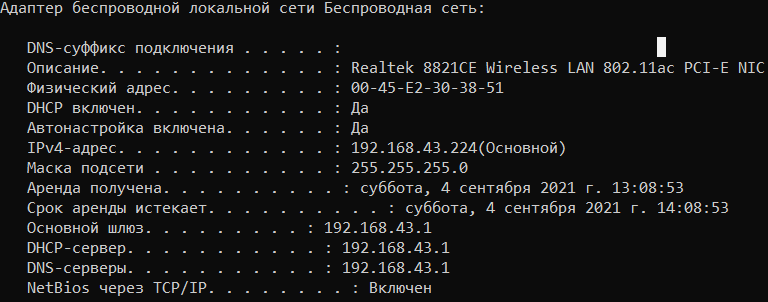 Адаптер беспроводной локальной сети Беспроводная сеть:
DNS-суффикс подключения . . . . . :
Описание. . . . . . . . . . . . . : Realtek 8821CE Wireless LAN 802.11ac PCI-E NIC
Физический адрес. . . . . . . . . : 00-45-E2-30-38-51
DHCP включен. . . . . . . . . . . : Да
Автонастройка включена. . . . . . : Да
IPv4-адрес. . . . . . . . . . . . : 192.168.43.224(Основной)
Маска подсети . . . . . . . . . . : 255.255.255.0
Аренда получена. . . . . . . . . . : суббота, 4 сентября 2021 г. 13:08:53
Срок аренды истекает. . . . . . . . . . : суббота, 4 сентября 2021 г. 14:08:53
Основной шлюз. . . . . . . . . : 192.168.43.1
DHCP-сервер. . . . . . . . . . . : 192.168.43.1
DNS-серверы. . . . . . . . . . . : 192.168.43.1
NetBios через TCP/IP. . . . . . . . : Включен